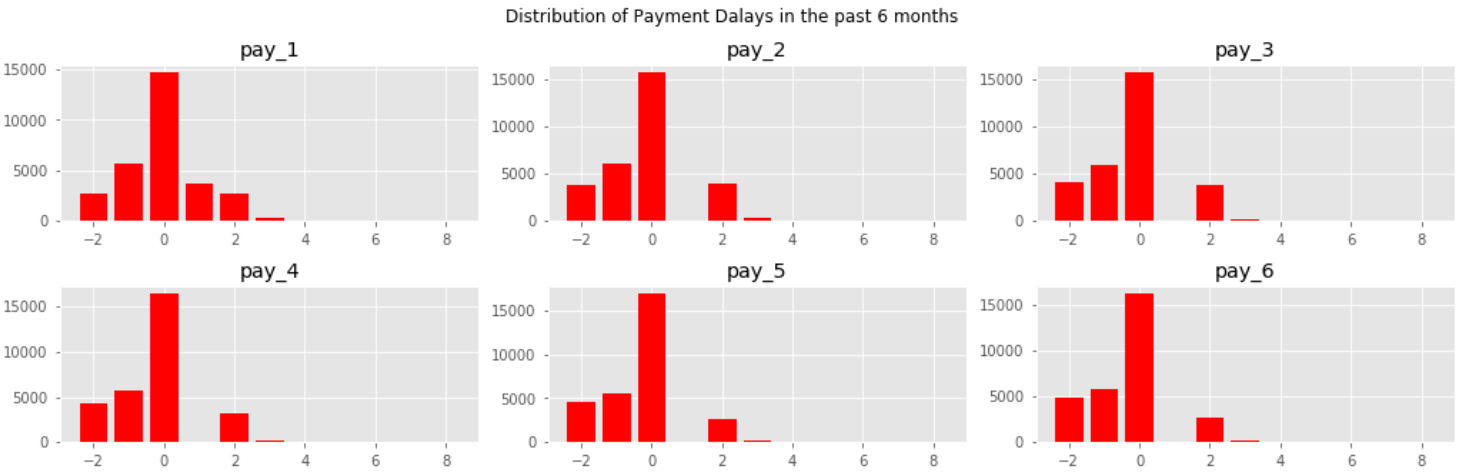 Distribution of Payment Dalays in the past 6 months
pay_1 pay_2 pay_3
15000 15000 15000
10000 10000 10000
5000 5000 5000
0 0 0
−2 0 2 4 6 8 −2 0 2 4 6 8 −2 0 2 4 6 8
pay_4 pay_5 pay_6
15000 15000 15000
10000 10000 10000
5000 5000 5000
0 0 0
−2 0 2 4 6 8 −2 0 2 4 6 8 −2 0 2 4 6 8